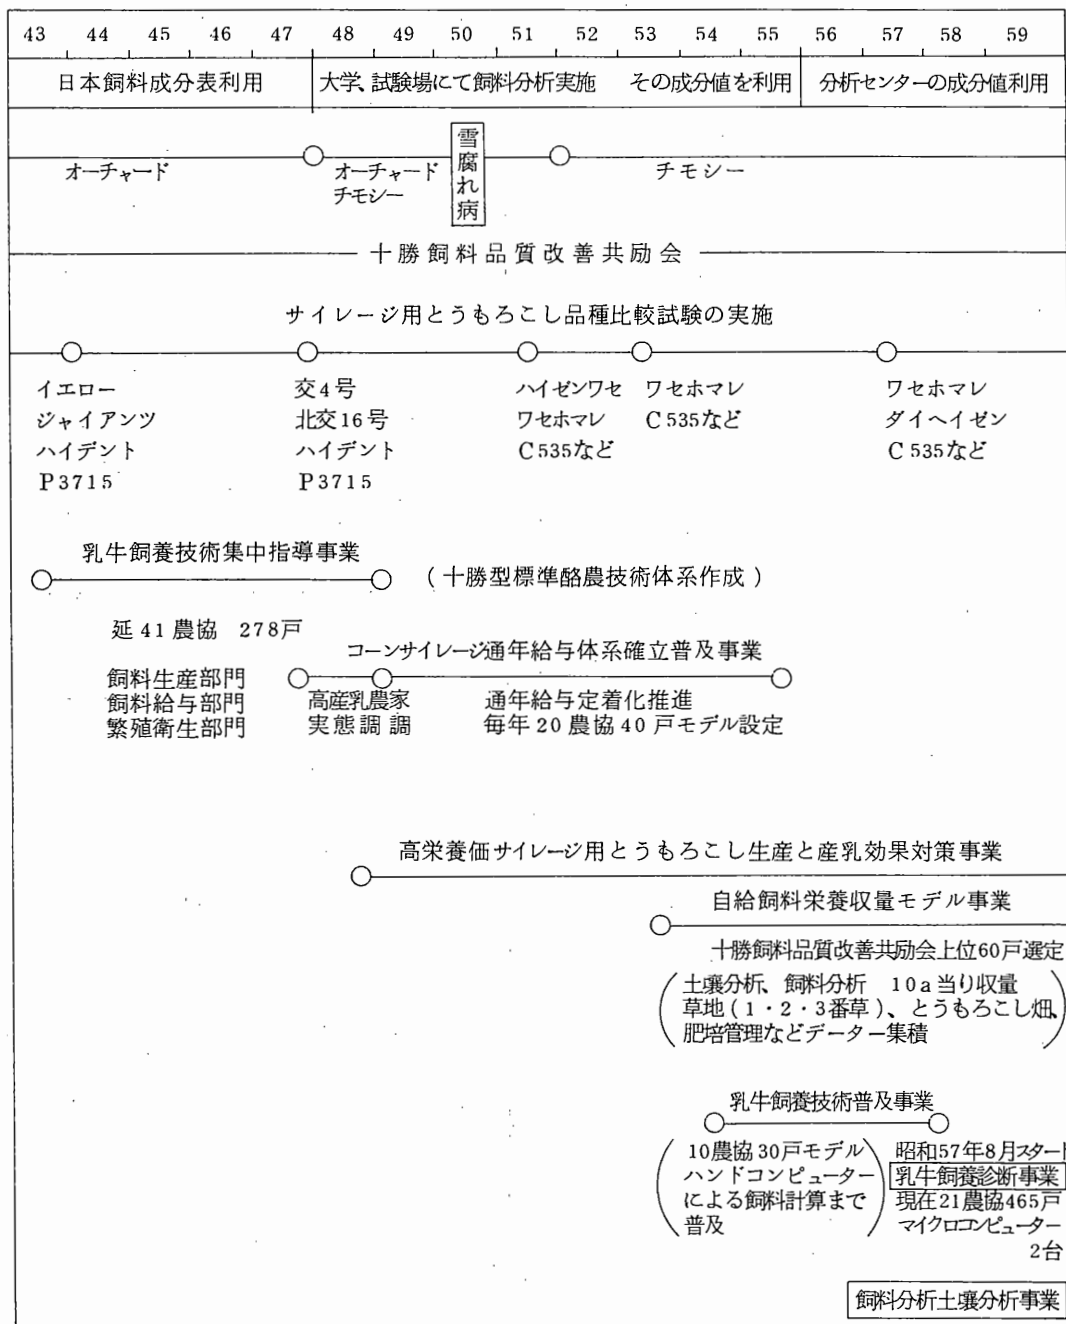 43 44 45 46 47 48 49 50 51 52 53 54 55 56 57 58 59
日本飼料成分表利用 大学、試験場にて飼料分析実施 その成分値を利用 分析センターの成分値利用
オーチャード
オーチャード
チモシー
雪腐れ病
チモシー
十勝飼料品質改善共励会
サイレージ用とうもろこし品種比較試験の実施
イエロー
ジャイアンツ
ハイデント
P3715
交4号
北交16号
ハイデント
P3715
ハイゼンワセ
ワセホマレ
C535など
ワセホマレ
C535など
ワセホマレ
ダイヘイゼン
C535など
乳牛飼養技術集中指導事業
(十勝型標準酪農技術体系作成)
延41農協 278戸
飼料生産部門
飼料給与部門
繁殖衛生部門
コーンサイレージ通年給与体系確立普及事業
高産乳農家
実態調調
通年給与定着化推進
毎年20農協40戸モデル設定
高栄養価サイレージ用とうもろこし生産と産乳効果対策事業
自給飼料栄養収量モデル事業
十勝飼料品質改善共励会上位60戸選定
(土壌分析、飼料分析 10a当り収量
草地(1・2・3番草)、とうもろこし畑、
肥培管理などデーター集積)
乳牛飼養技術普及事業
(10農協30戸モデル
ハンドコンピューター
による飼料計算まで
普及)
昭和57年8月スタート
乳牛飼養診断事業
現在21農協465戸
マイクロコンピューター
2台
飼料分析土壌分析事業